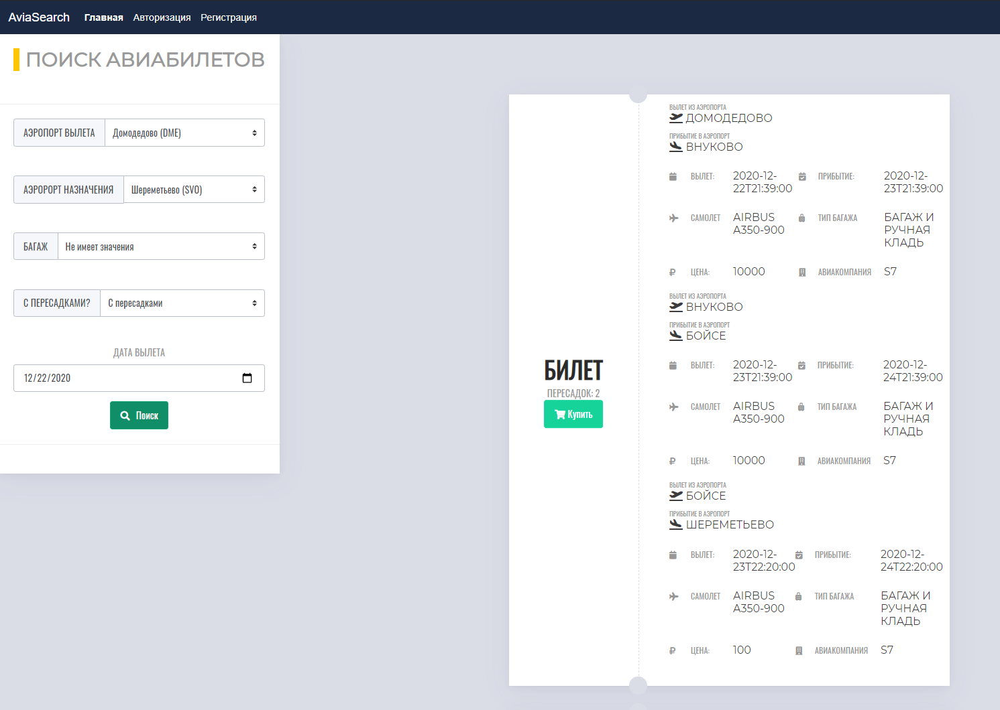 AviaSearch Главная Авторизация Регистрация
ПОИСК АВИАБИЛЕТОВ
АЭРОПОРТ ВЫЛЕТА Домодедово (DME)
АЭРОРОРТ НАЗНАЧЕНИЯ Шереметьево (SVO)
БАГАЖ Не имеет значения
С ПЕРЕСАДКАМИ? С пересадками
ДАТА ВЫЛЕТА
12/22/2020
Поиск
БИЛЕТ
ПЕРЕСАДОК: 2
Купить
ВЫЛЕТ ИЗ АЭРОПОРТА
ДОМОДЕДОВО
ПРИБЫТИЕ В АЭРОПОРТ
ВНУКОВО
ВЫЛЕТ: 2020-12- ПРИБЫТИЕ: 2020-12-
22T21:39:00 23T21:39:00
САМОЛЕТ AIRBUS ТИП БАГАЖА БАГАЖ И
A350-900 РУЧНАЯ
КЛАДЬ
ЦЕНА: 10000 АВИАКОМПАНИЯ S7
ВЫЛЕТ ИЗ АЭРОПОРТА
ВНУКОВО
ПРИБЫТИЕ В АЭРОПОРТ
БОЙСЕ
ВЫЛЕТ: 2020-12- ПРИБЫТИЕ: 2020-12-
23T21:39:00 24T21:39:00
САМОЛЕТ AIRBUS ТИП БАГАЖА БАГАЖ И
A350-900 РУЧНАЯ
КЛАДЬ
ЦЕНА: 10000 АВИАКОМПАНИЯ S7
ВЫЛЕТ ИЗ АЭРОПОРТА
БОЙСЕ
ПРИБЫТИЕ В АЭРОПОРТ
ШЕРЕМЕТЬЕВО
ВЫЛЕТ: 2020-12- ПРИБЫТИЕ: 2020-12-
23T22:20:00 24T22:20:00
САМОЛЕТ AIRBUS ТИП БАГАЖА БАГАЖ И
A350-900 РУЧНАЯ
КЛАДЬ
ЦЕНА: 100 АВИАКОМПАНИЯ S7